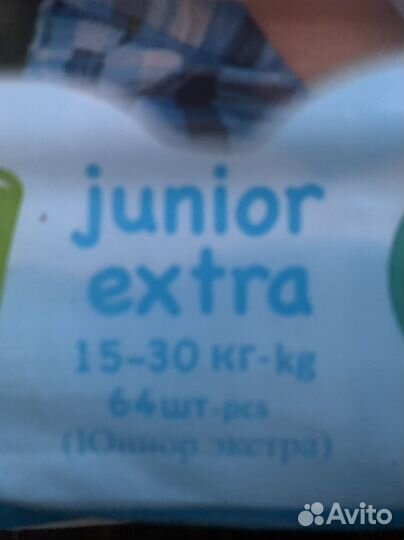 junior
extra
15-30 кг-kg
64шт-pcs
(Юниор экстра)
Avito